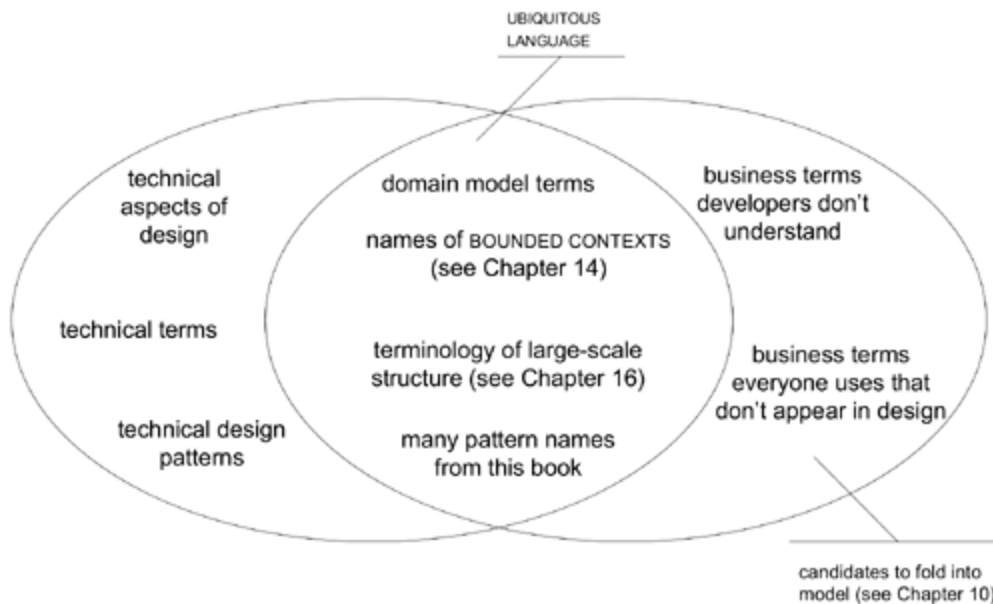 UBIQUITOUS
LANGUAGE
technical
aspects of
design
technical terms
technical design
patterns
domain model terms
names of BOUNDED CONTEXTS
(see Chapter 14)
terminology of large-scale
structure (see Chapter 16)
many pattern names
from this book
business terms
developers don't
understand
business terms
everyone uses that
don't appear in design
candidates to fold into
model (see Chapter 10)